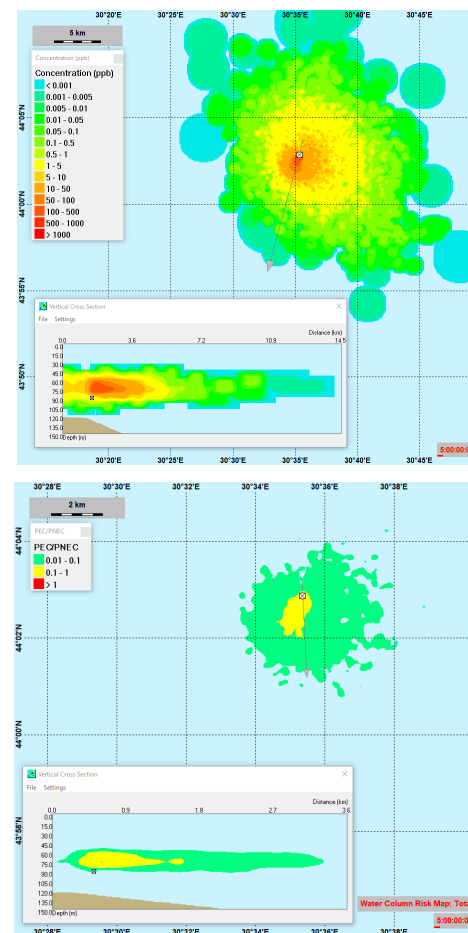 30°20'E 30°25'E 30°30'E 30°35'E 30°40'E 30°45'E
5 km
Concentration (ppb)
Concentration (ppb)
< 0.001
0.001 - 0.005
0.005 - 0.01
0.01 - 0.05
0.05 - 0.1
0.1 - 0.5
0.5 - 1
1 - 5
5 - 10
10 - 50
50 - 100
100 - 500
500 - 1000
> 1000
44°05'N
44°00'N
43°55'N
43°50'N
Vertical Cross Section
File Settings
Distance (km)
0.0 3.6 7.2 10.9 14.5
0.0
15.0
30.0
45.0
60.0
75.0
90.0
105.0
120.0
135.0
150.0 Depth (m)
5:00:00:0
30°20'E 30°25'E 30°30'E 30°35'E 30°40'E 30°45'E
30°28'E 30°30'E 30°32'E 30°34'E 30°36'E 30°38'E
2 km
PEC/PNEC
PEC/PNEC
0.01 - 0.1
0.1 - 1
> 1
44°04'N
44°02'N
44°00'N
43°58'N
Vertical Cross Section
File Settings
Distance (km)
0.0 0.9 1.8 2.7 3.6
0.0
15.0
30.0
45.0
60.0
75.0
90.0
105.0
120.0
135.0
150.0 Depth (m)
Water Column Risk Map: Tota
5:00:00:0
30°28'E 30°30'E 30°32'E 30°34'E 30°36'E 30°38'E